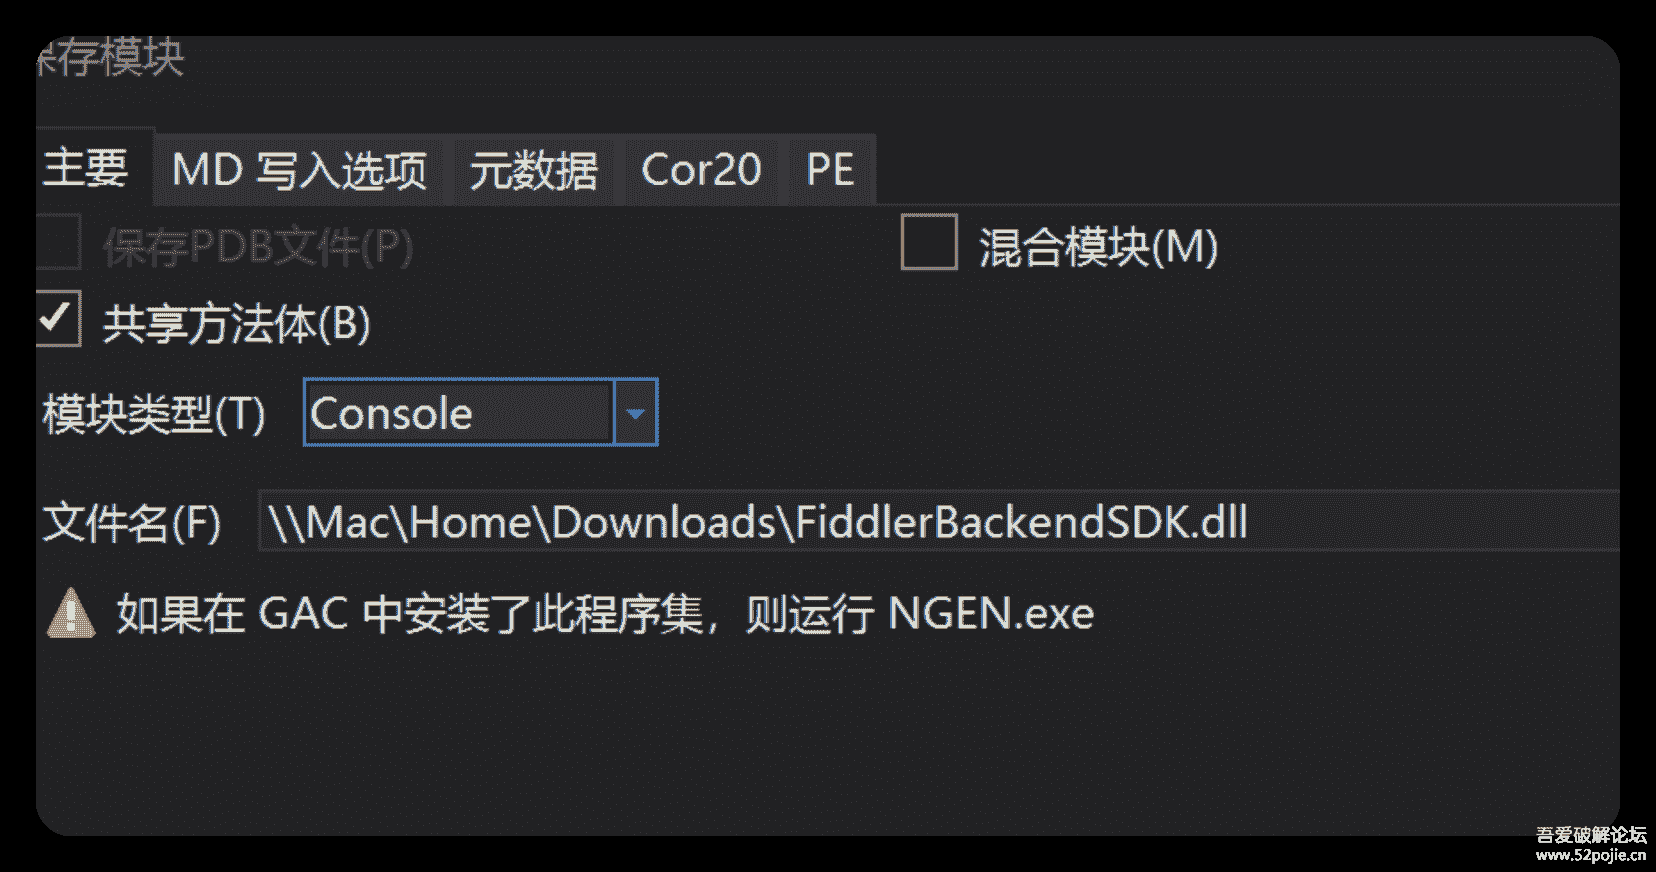 保存模块
主要 MD 写入选项 元数据 Cor20 PE
保存PDB文件(P) 混合模块(M)
共享方法体(B)
模块类型(T) Console
文件名(F) \\Mac\Home\Downloads\FiddlerBackendSDK.dll
如果在 GAC 中安装了此程序集，则运行 NGEN.exe
吾爱破解论坛
www.52pojie.cn